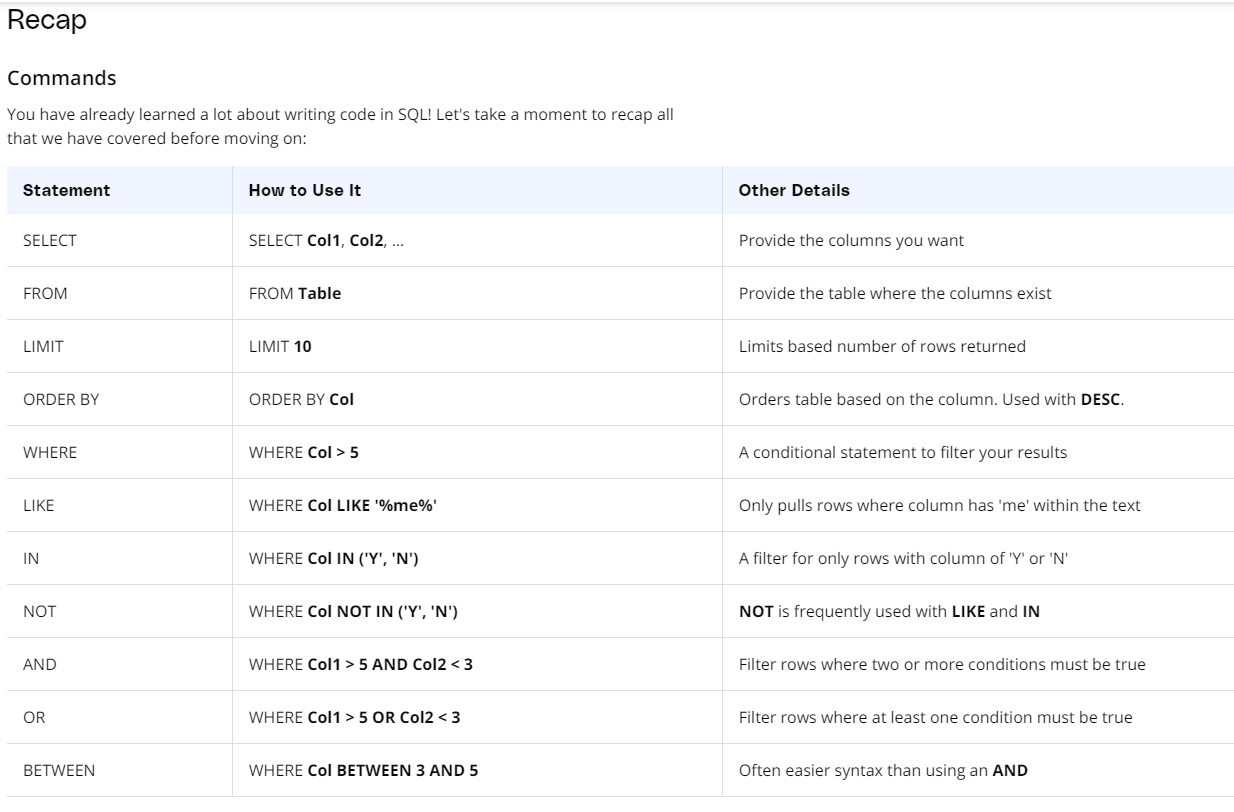 Recap
Commands
You have already learned a lot about writing code in SQL! Let's take a moment to recap all
that we have covered before moving on:
Statement How to Use It Other Details
SELECT SELECT Col1, Col2, ... Provide the columns you want
FROM FROM Table Provide the table where the columns exist
LIMIT LIMIT 10 Limits based number of rows returned
ORDER BY ORDER BY Col Orders table based on the column. Used with DESC.
WHERE WHERE Col > 5 A conditional statement to filter your results
LIKE WHERE Col LIKE '%me%' Only pulls rows where column has 'me' within the text
IN WHERE Col IN ('Y', 'N') A filter for only rows with column of 'Y' or 'N'
NOT WHERE Col NOT IN ('Y', 'N') NOT is frequently used with LIKE and IN
AND WHERE Col1 > 5 AND Col2 < 3 Filter rows where two or more conditions must be true
OR WHERE Col1 > 5 OR Col2 < 3 Filter rows where at least one condition must be true
BETWEEN WHERE Col BETWEEN 3 AND 5 Often easier syntax than using an AND